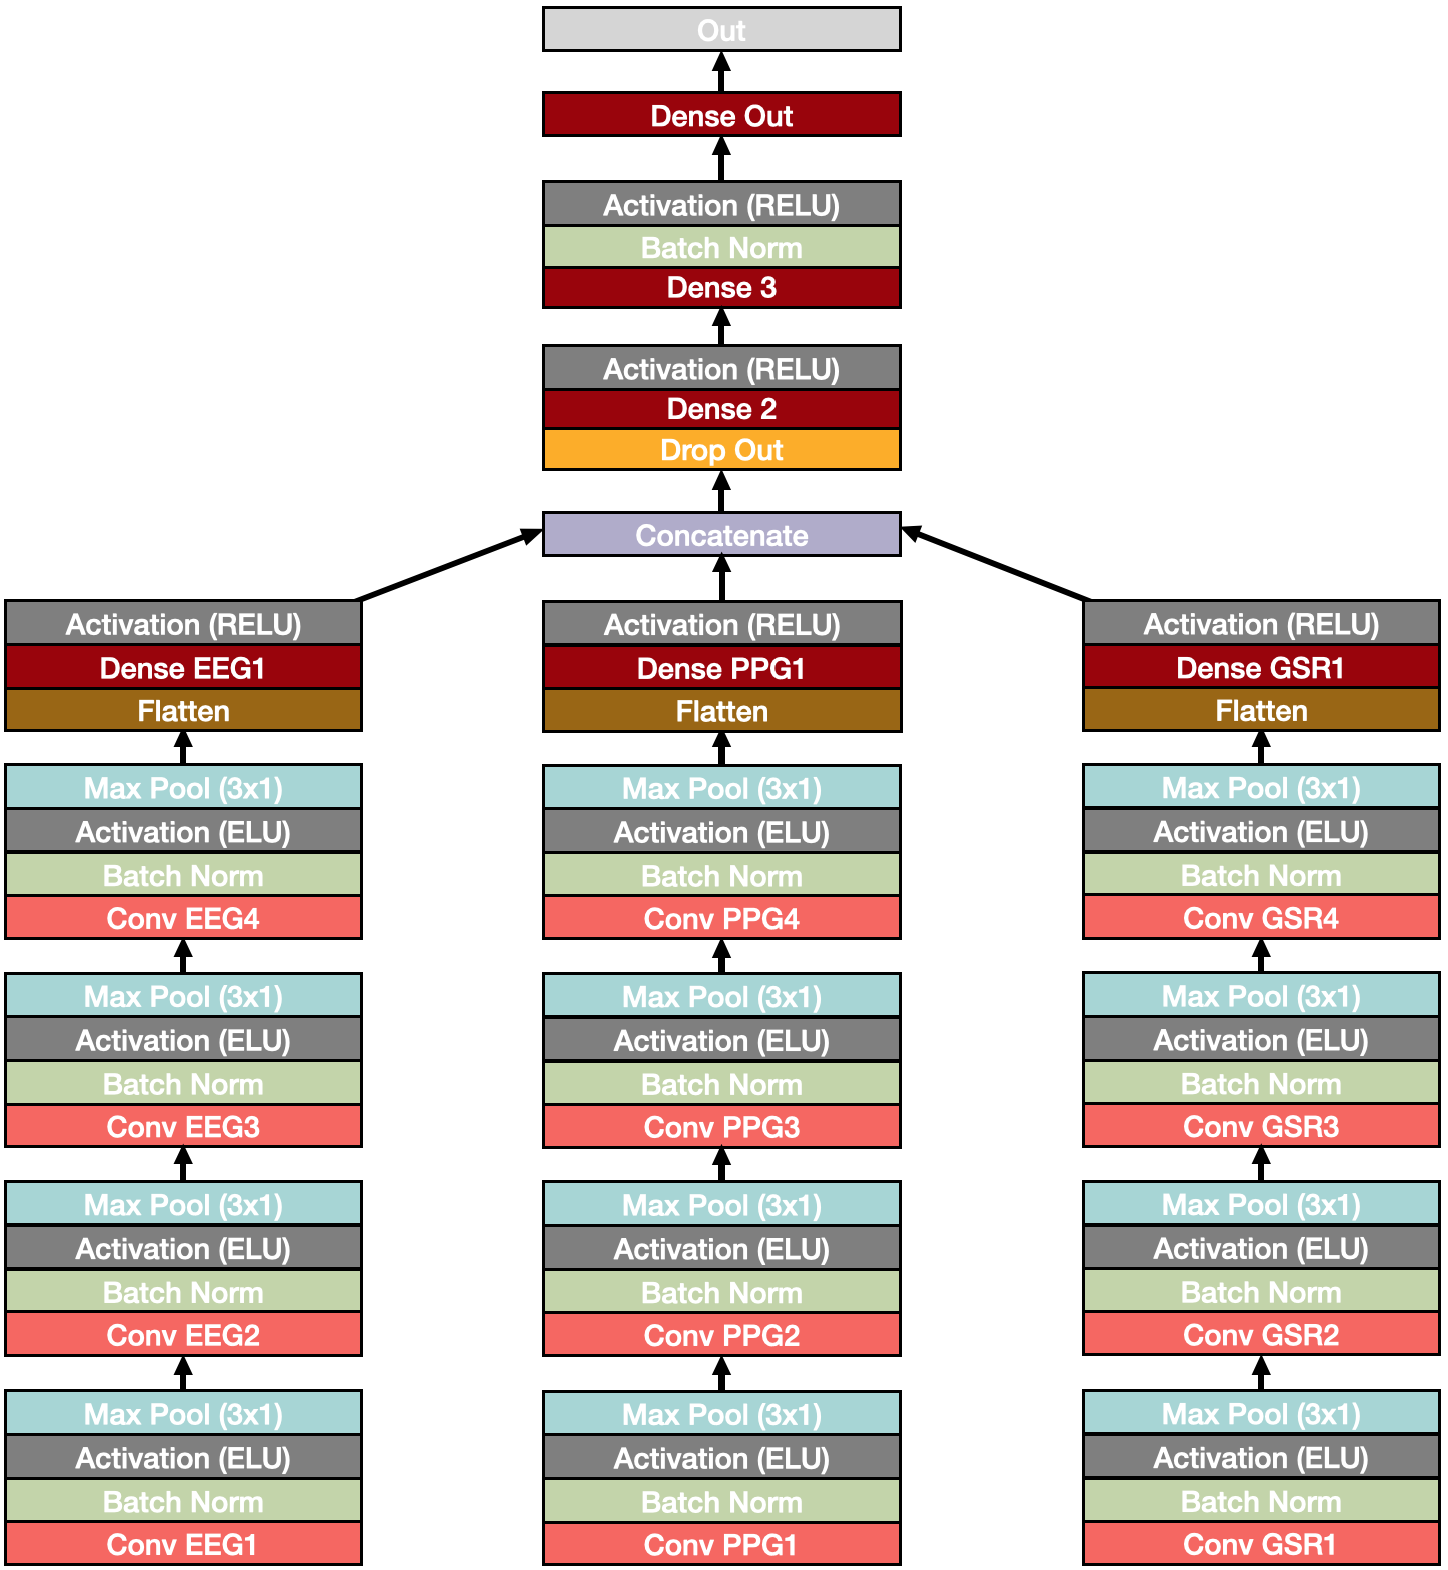 Out
Dense Out
Activation (RELU)
Batch Norm
Dense 3
Activation (RELU)
Dense 2
Drop Out
Concatenate
Activation (RELU)
Dense EEG1
Flatten
Max Pool (3x1)
Activation (ELU)
Batch Norm
Conv EEG4
Max Pool (3x1)
Activation (ELU)
Batch Norm
Conv EEG3
Max Pool (3x1)
Activation (ELU)
Batch Norm
Conv EEG2
Max Pool (3x1)
Activation (ELU)
Batch Norm
Conv EEG1
Activation (RELU)
Dense PPG1
Flatten
Max Pool (3x1)
Activation (ELU)
Batch Norm
Conv PPG4
Max Pool (3x1)
Activation (ELU)
Batch Norm
Conv PPG3
Max Pool (3x1)
Activation (ELU)
Batch Norm
Conv PPG2
Max Pool (3x1)
Activation (ELU)
Batch Norm
Conv PPG1
Activation (RELU)
Dense GSR1
Flatten
Max Pool (3x1)
Activation (ELU)
Batch Norm
Conv GSR4
Max Pool (3x1)
Activation (ELU)
Batch Norm
Conv GSR3
Max Pool (3x1)
Activation (ELU)
Batch Norm
Conv GSR2
Max Pool (3x1)
Activation (ELU)
Batch Norm
Conv GSR1